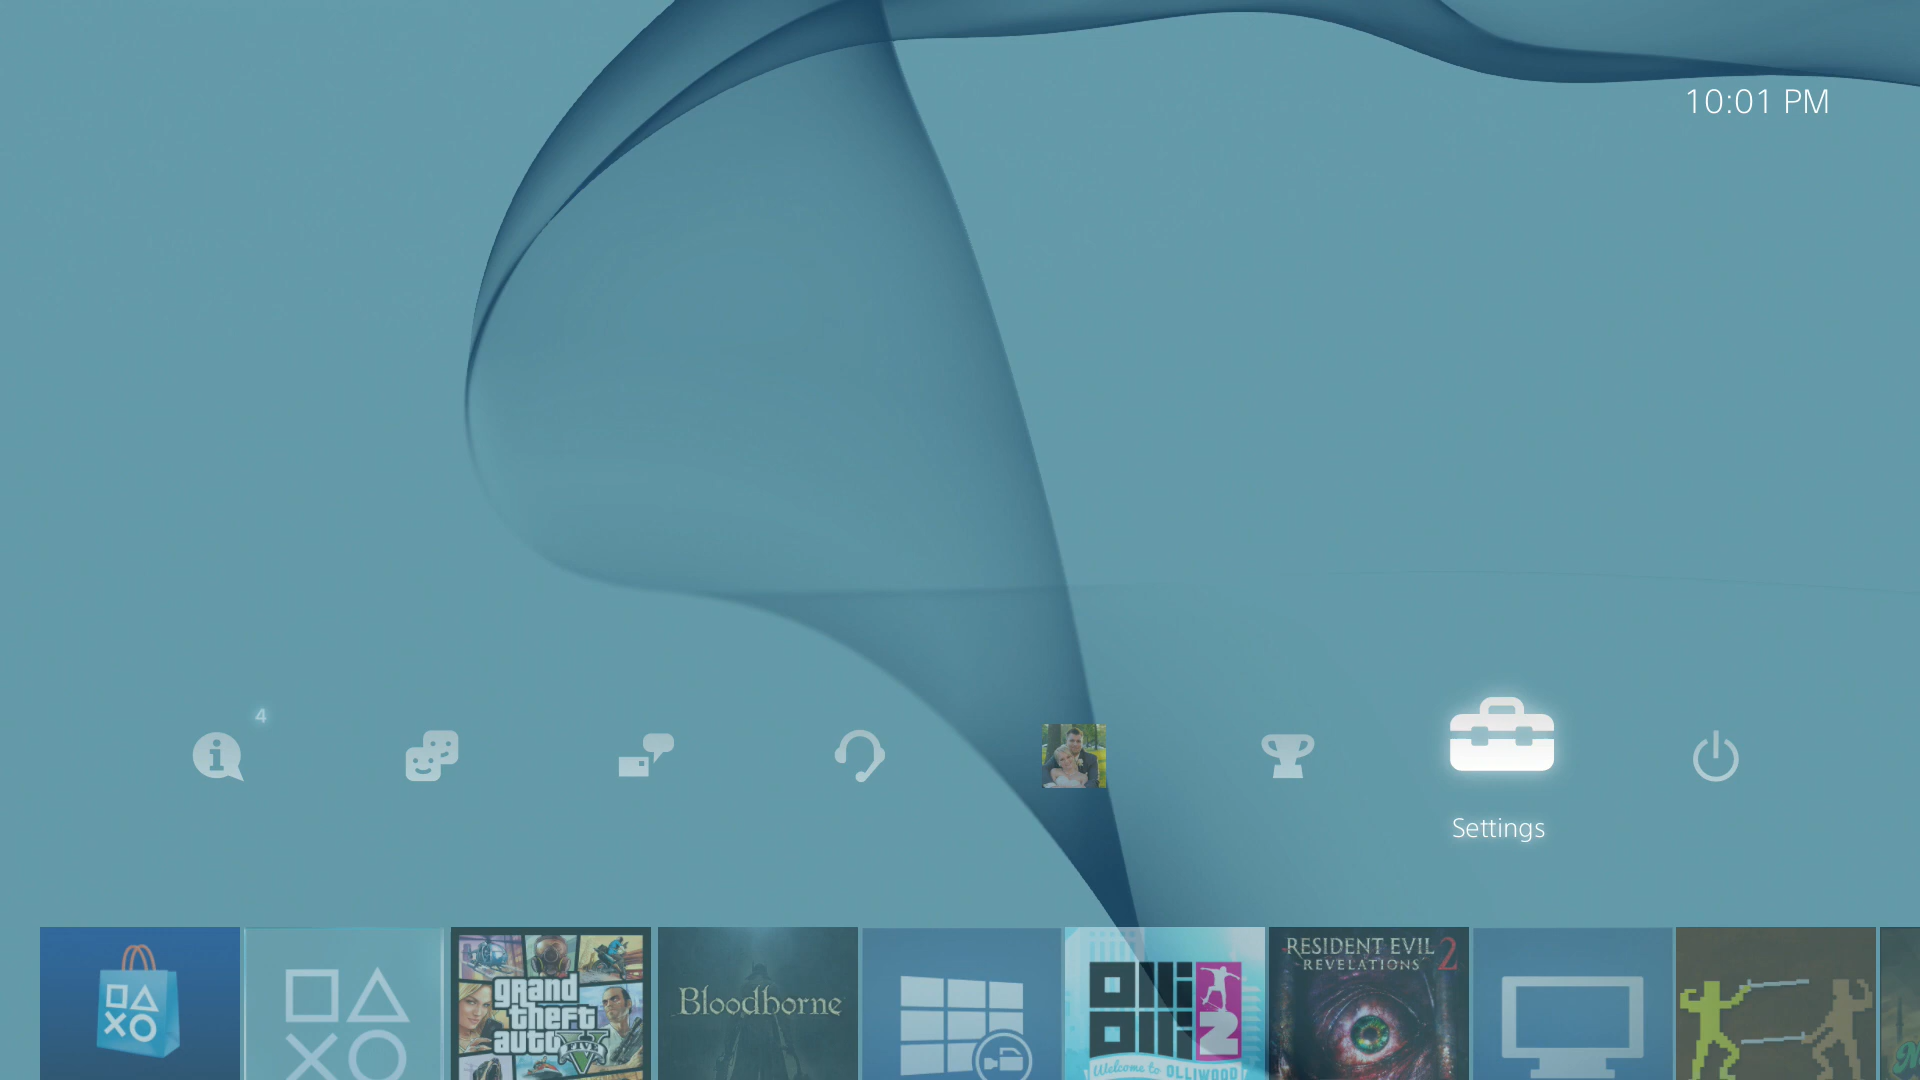 10:01 PM
4
Settings
grand
theft
auto
V
FIVE
Bloodborne
Olli
Olli
2
Welcome to OLLIWOOD
RESIDENT EVIL
REVELATIONS 2